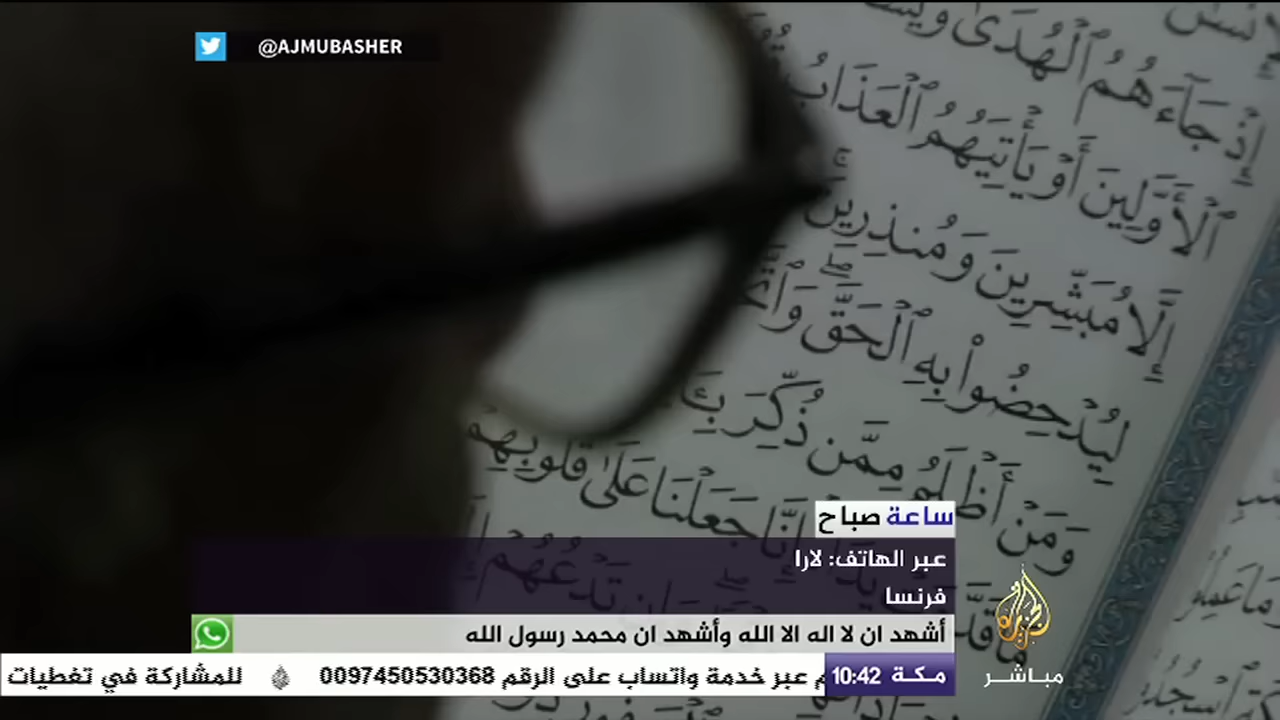 @AJMUBASHER
إِذْ جَآءَهُمُ ٱلْهُدَىٰ
ٱلْأَوَّلِينَ أَوْ يَأْتِيَهُمُ ٱلْعَذَابُ
إِلَّا مُبَشِّرِينَ وَمُنذِرِينَ
لِيُدْحِضُوا۟ بِهِ ٱلْحَقَّ
وَمَنْ أَظْلَمُ مِمَّن ذُكِّرَ
إِنَّا جَعَلْنَا عَلَىٰ قُلُوبِهِمْ
تَدْعُهُمْ
ساعة صباح
عبر الهاتف: لارا
فرنسا
أشهد ان لا اله الا الله وأشهد ان محمد رسول الله
مكة 10:42
عبر خدمة واتساب على الرقم 0097450530368
للمشاركة في تغطيات
الجزيرة
مباشر